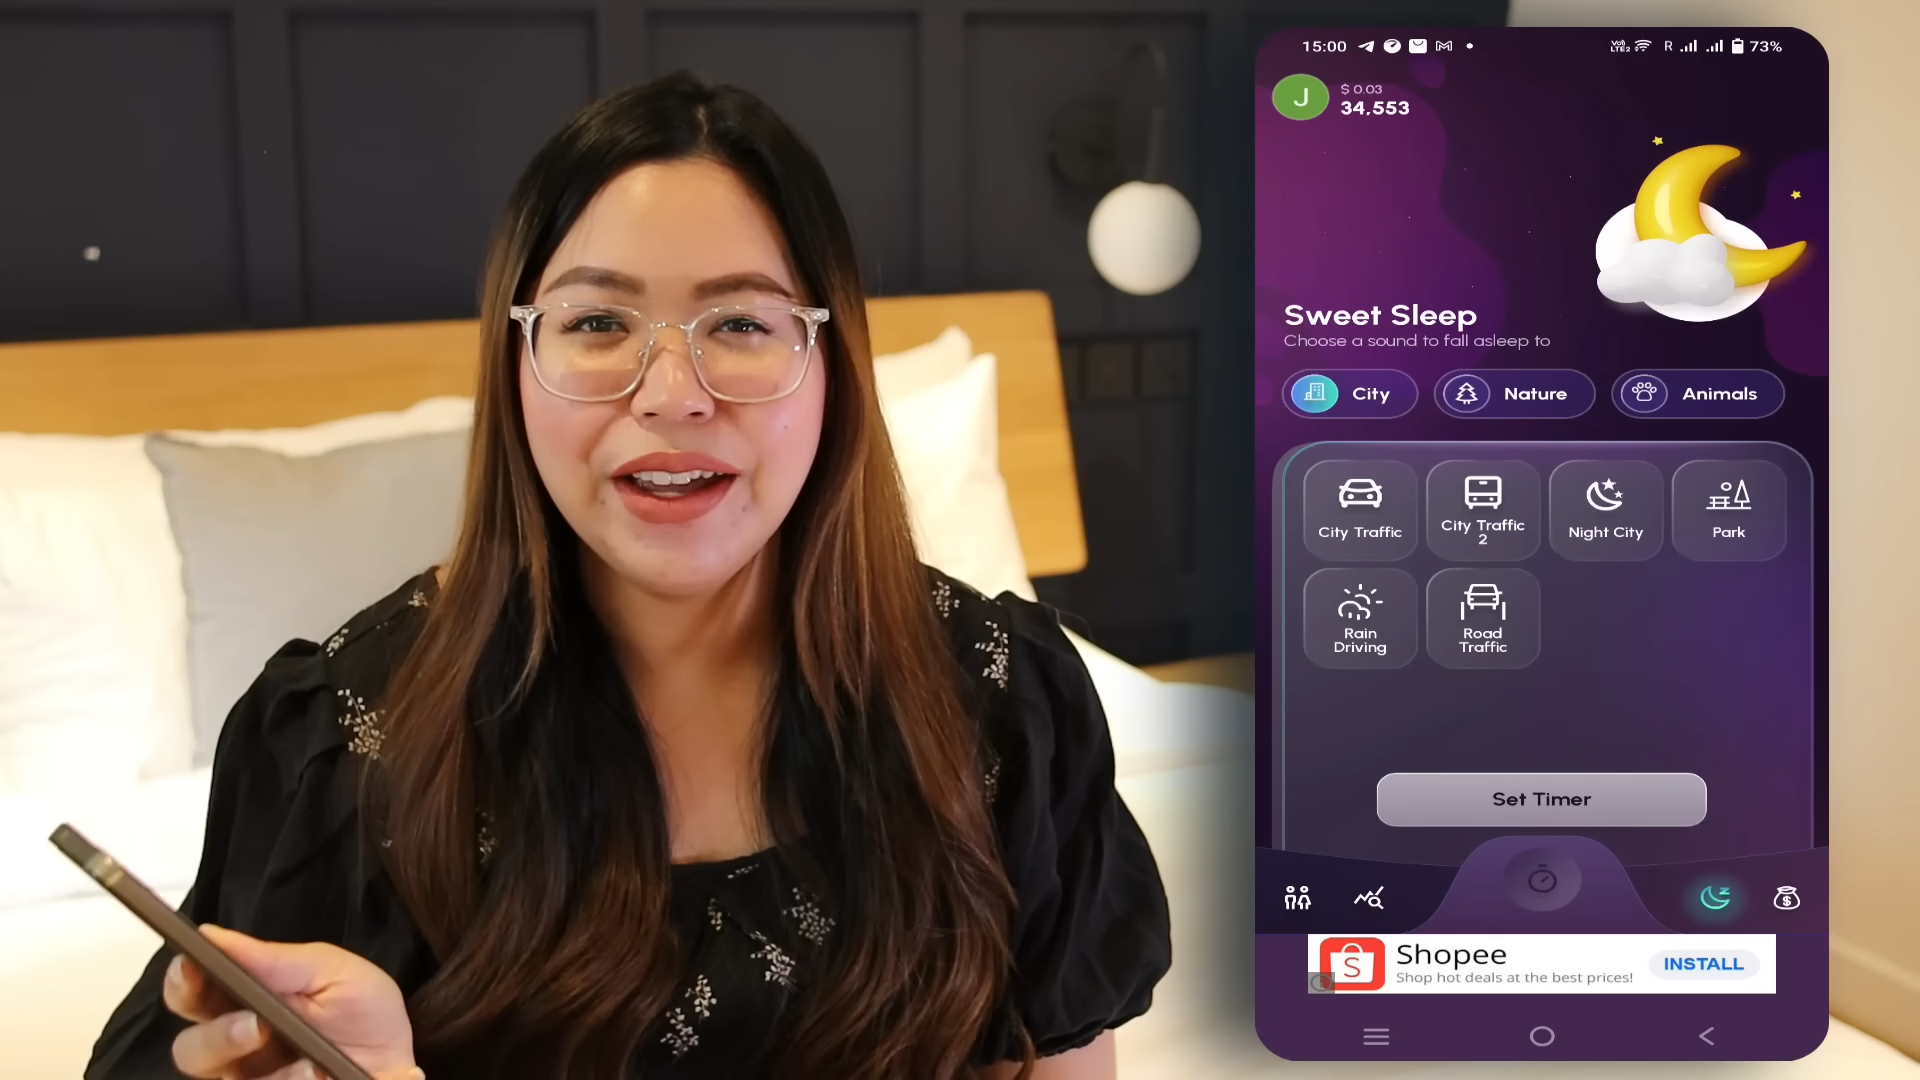 15:00
VoI) LTE2
R
73%
J
$ 0.03
34,553
Sweet Sleep
Choose a sound to fall asleep to
City
Nature
Animals
City Traffic
City Traffic
2
Night City
Park
Rain
Driving
Road
Traffic
Set Timer
Shopee
Shop hot deals at the best prices!
INSTALL